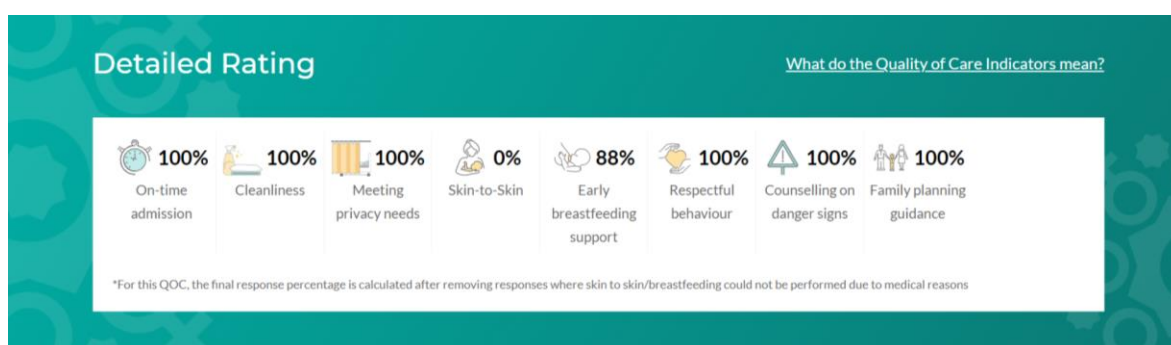 Detailed Rating
What do the Quality of Care Indicators mean?
100%
On-time
admission
100%
Cleanliness
100%
Meeting
privacy needs
0%
Skin-to-Skin
88%
Early
breastfeeding
support
100%
Respectful
behaviour
100%
Counselling on
danger signs
100%
Family planning
guidance
*For this QOC, the final response percentage is calculated after removing responses where skin to skin/breastfeeding could not be performed due to medical reasons